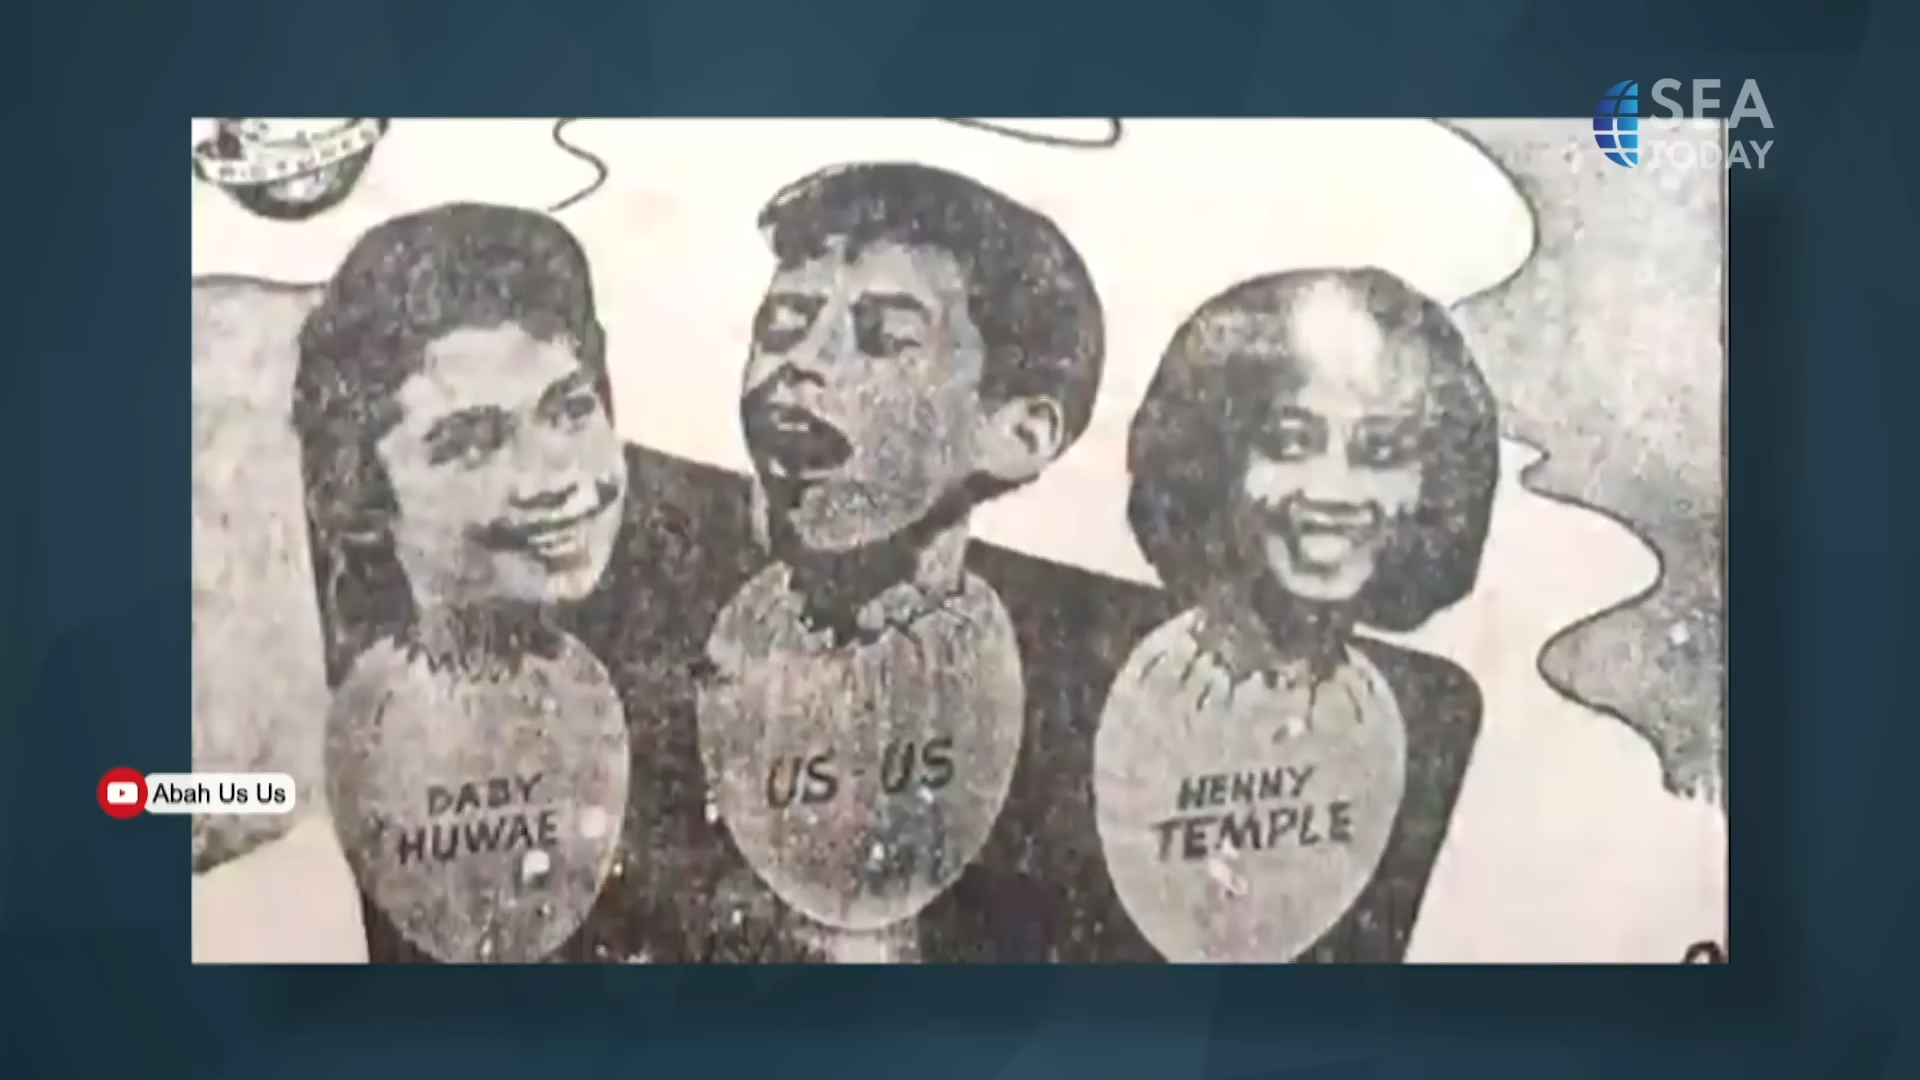 SEA
TODAY
DABY
HUWAE
US - US
HENNY
TEMPLE
Abah Us Us